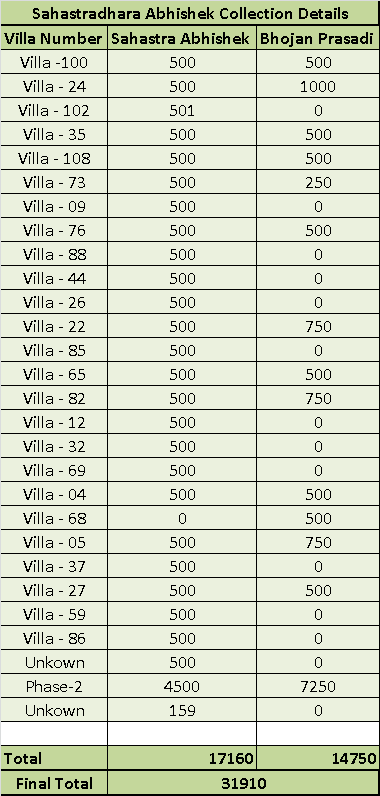 Sahastradhara Abhishek Collection Details
Villa Number Sahastra Abhishek Bhojan Prasadi
Villa -100 500 500
Villa - 24 500 1000
Villa - 102 501 0
Villa - 35 500 500
Villa - 108 500 500
Villa - 73 500 250
Villa - 09 500 0
Villa - 76 500 500
Villa - 88 500 0
Villa - 44 500 0
Villa - 26 500 0
Villa - 22 500 750
Villa - 85 500 0
Villa - 65 500 500
Villa - 82 500 750
Villa - 12 500 0
Villa - 32 500 0
Villa - 69 500 0
Villa - 04 500 500
Villa - 68 0 500
Villa - 05 500 750
Villa - 37 500 0
Villa - 27 500 500
Villa - 59 500 0
Villa - 86 500 0
Unkown 500 0
Phase-2 4500 7250
Unkown 159 0
Total 17160 14750
Final Total 31910